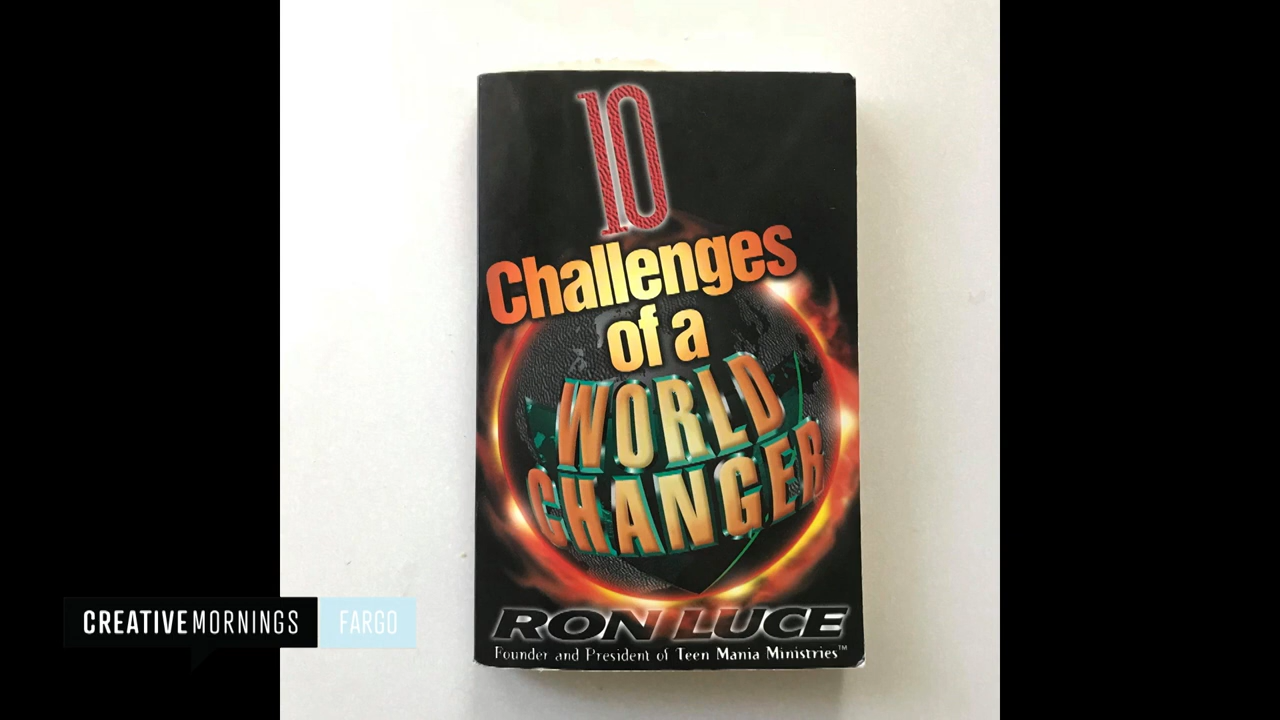 10
Challenges
of a
WORLD
CHANGER
RON LUCE
Founder and President of Teen Mania Ministries™
CREATIVEMORNINGS FARGO